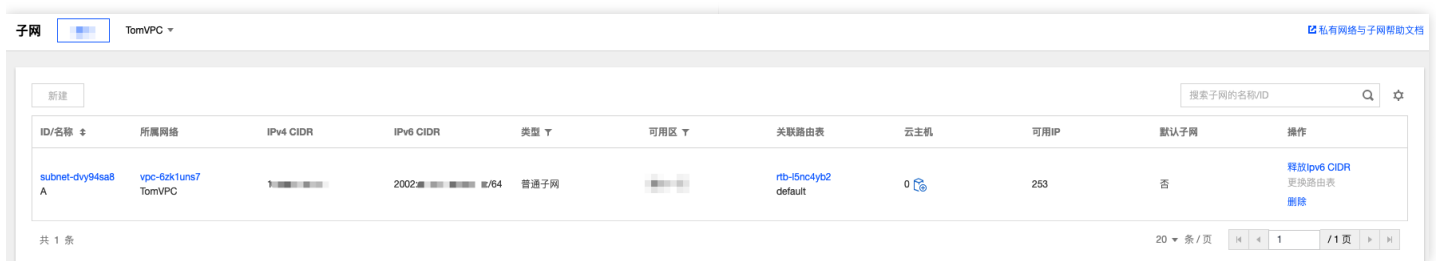 子网 TomVPC 私有网络与子网帮助文档
新建 搜索子网的名称/ID
ID/名称 所属网络 IPv4 CIDR IPv6 CIDR 类型 可用区 关联路由表 云主机 可用IP 默认子网 操作
subnet-dvy94sa8 vpc-6zk1uns7 rtb-l5nc4yb2 释放Ipv6 CIDR
A TomVPC 2002: /64 普通子网 default 0 253 否 更换路由表
删除
共 1 条 20 条 / 页 1 / 1 页